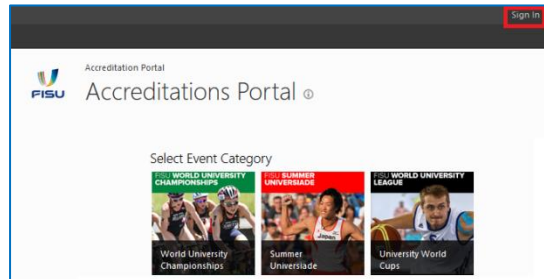 Sign In
Accreditation Portal
FISU
Accreditations Portal
Select Event Category
FISU WORLD UNIVERSITY CHAMPIONSHIPS
FISU SUMMER UNIVERSIADE
FISU WORLD UNIVERSITY LEAGUE
Japan
World University Championships
Summer Universiade
University World Cups